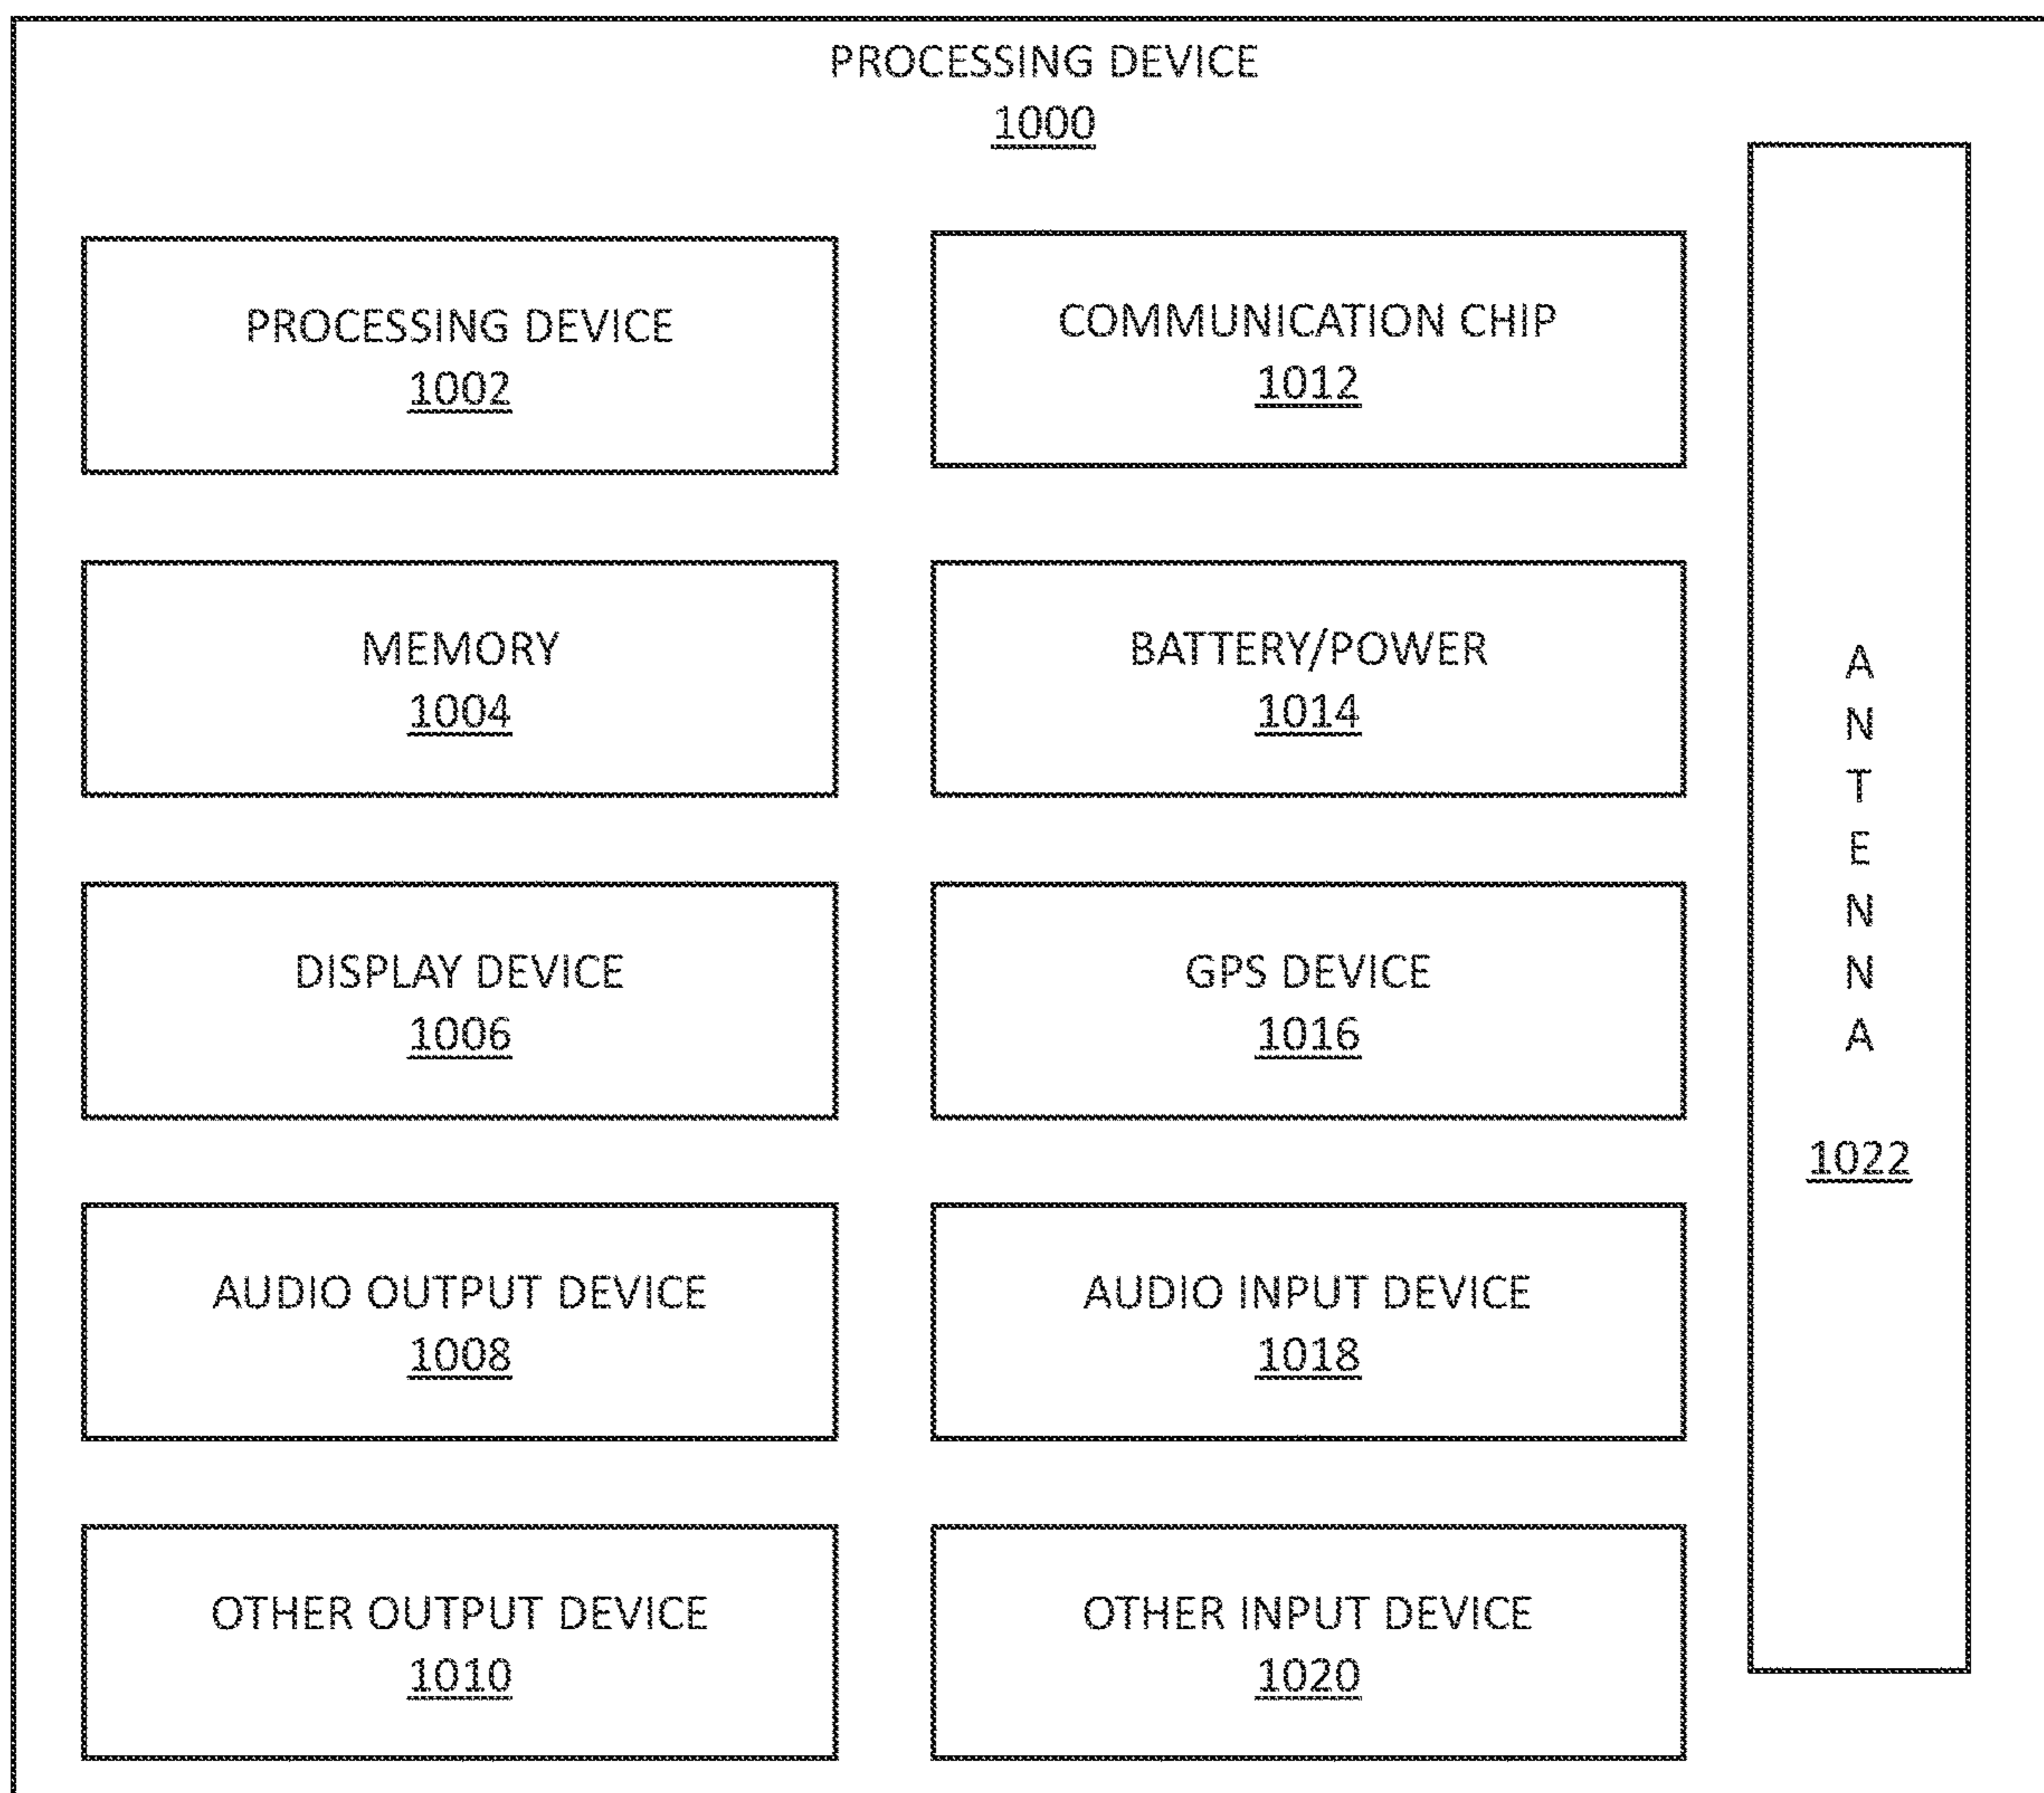 PROCESSING DEVICE
1000
PROCESSING DEVICE
1002
COMMUNICATION CHIP
1012
MEMORY
1004
BATTERY/POWER
1014
DISPLAY DEVICE
1006
GPS DEVICE
1016
AUDIO OUTPUT DEVICE
1008
AUDIO INPUT DEVICE
1018
OTHER OUTPUT DEVICE
1010
OTHER INPUT DEVICE
1020
ANTENNA
1022